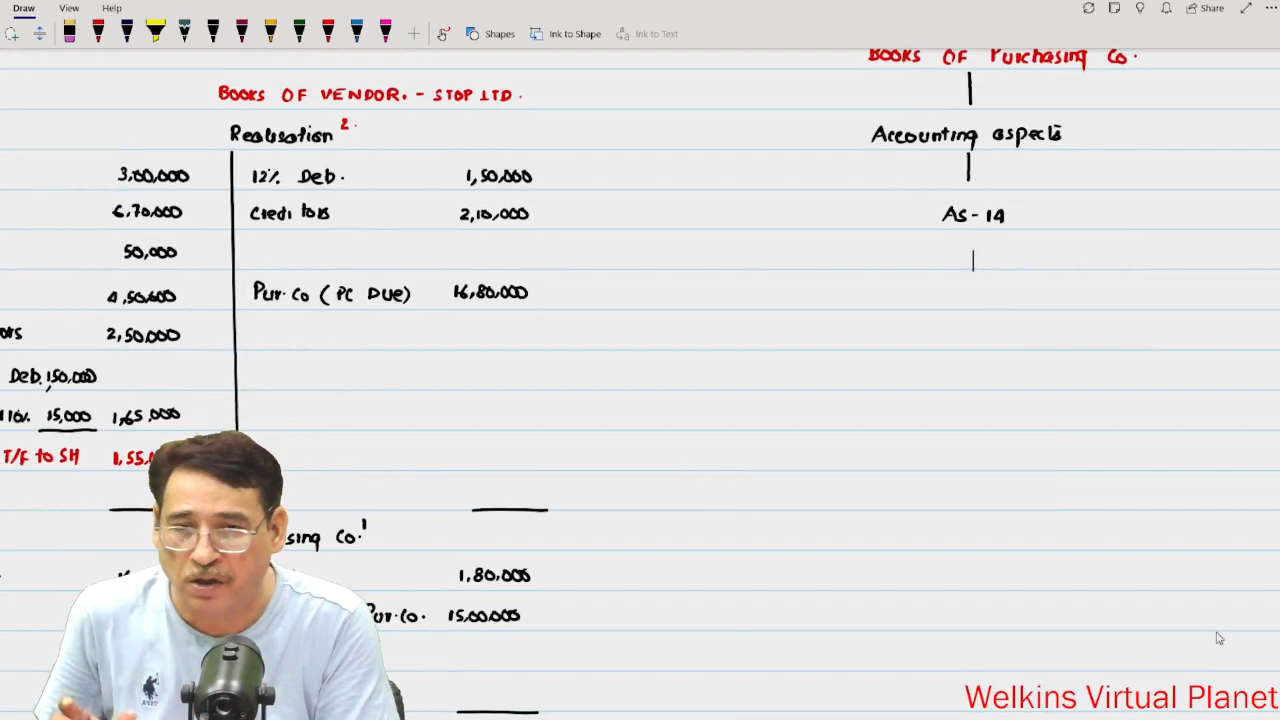 Draw View Help
Share
Shapes Ink to Shape Ink to Text
BOOKS OF Purchasing Co.
BOOKS OF VENDOR. - STOP LTD.
Realisation 2.
Accounting aspects
3,00,000 12% Deb. 1,50,000
6,70,000 Creditors 2,10,000
AS - 14
50,000
4,50,000 Pur. Co (PC DUE) 16,80,000
2,50,000
Deb. 150,000
10% 15,000 1,65,000
T/F to SH 1,55
sing Co. 1
1,80,000
Pur. Co. 15,00,000
Welkins Virtual Planet